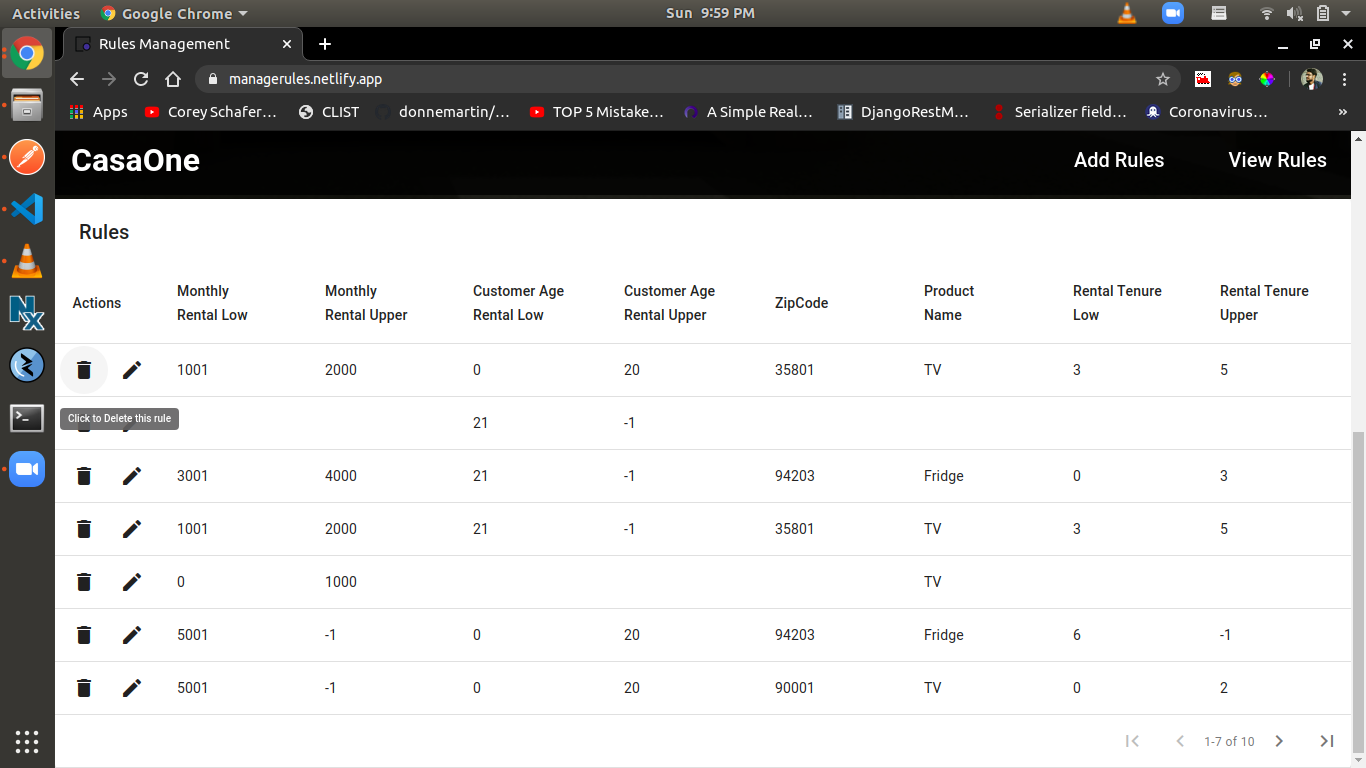 Activities Google Chrome Sun 9:59 PM
Rules Management
managerules.netlify.app
Apps Corey Schafer… CLIST donnemartin/… TOP 5 Mistake… A Simple Real… DjangoRestM… Serializer field… Coronavirus… »
CasaOne Add Rules View Rules
Rules
Actions Monthly Rental Low Monthly Rental Upper Customer Age Rental Low Customer Age Rental Upper ZipCode Product Name Rental Tenure Low Rental Tenure Upper
1001 2000 0 20 35801 TV 3 5
Click to Delete this rule
21 -1
3001 4000 21 -1 94203 Fridge 0 3
1001 2000 21 -1 35801 TV 3 5
0 1000 TV
5001 -1 0 20 94203 Fridge 6 -1
5001 -1 0 20 90001 TV 0 2
1-7 of 10